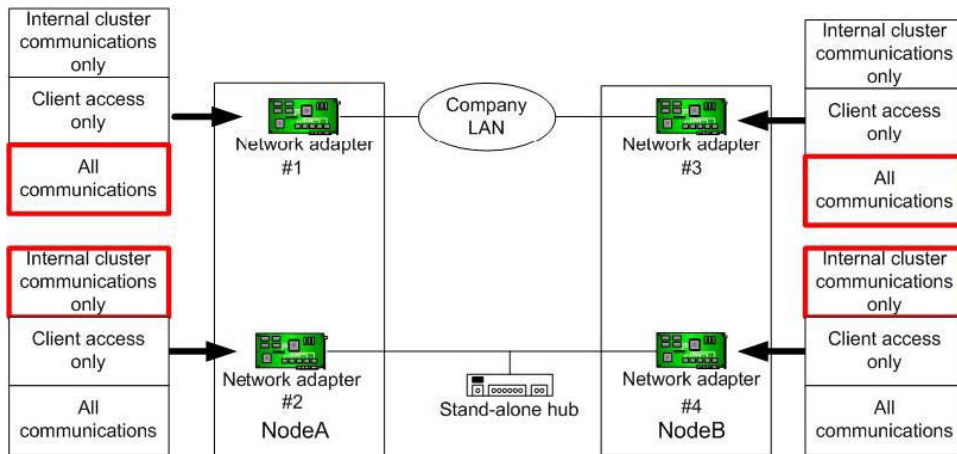 Internal cluster
communications
only
Client access
only
All
communications
Internal cluster
communications
only
Client access
only
All
communications
Network adapter
#1
Company
LAN
Network adapter
#3
Network adapter
#2
NodeA
Stand-alone hub
Network adapter
#4
NodeB
Internal cluster
communications
only
Client access
only
All
communications
Internal cluster
communications
only
Client access
only
All
communications